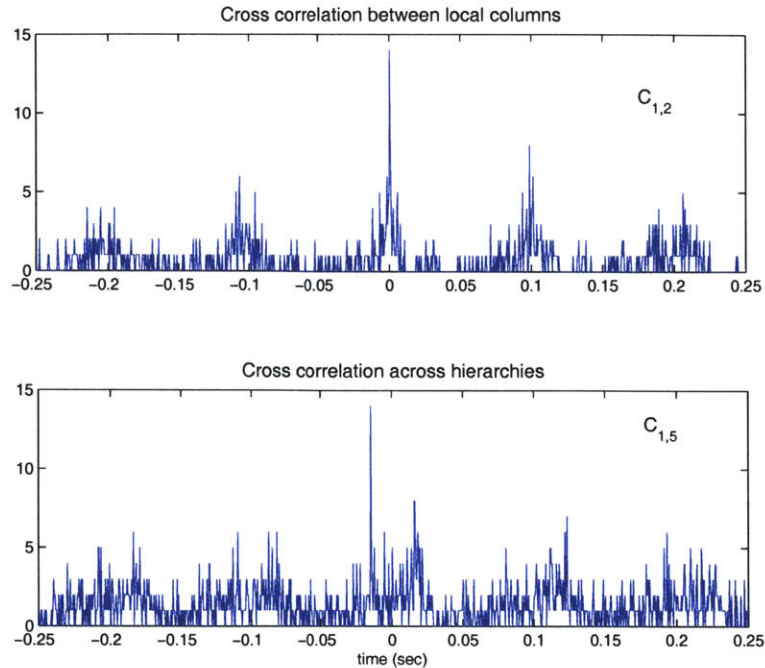 Cross correlation between local columns
15
10
5
0
C1,2
−0.25 −0.2 −0.15 −0.1 −0.05 0 0.05 0.1 0.15 0.2 0.25
Cross correlation across hierarchies
15
10
5
0
C1,5
−0.25 −0.2 −0.15 −0.1 −0.05 0 0.05 0.1 0.15 0.2 0.25
time (sec)